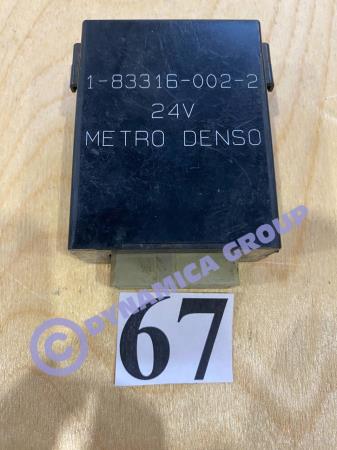 1-83316-002-2
24V
METRO DENSO
© DYNAMICA GROUP
67